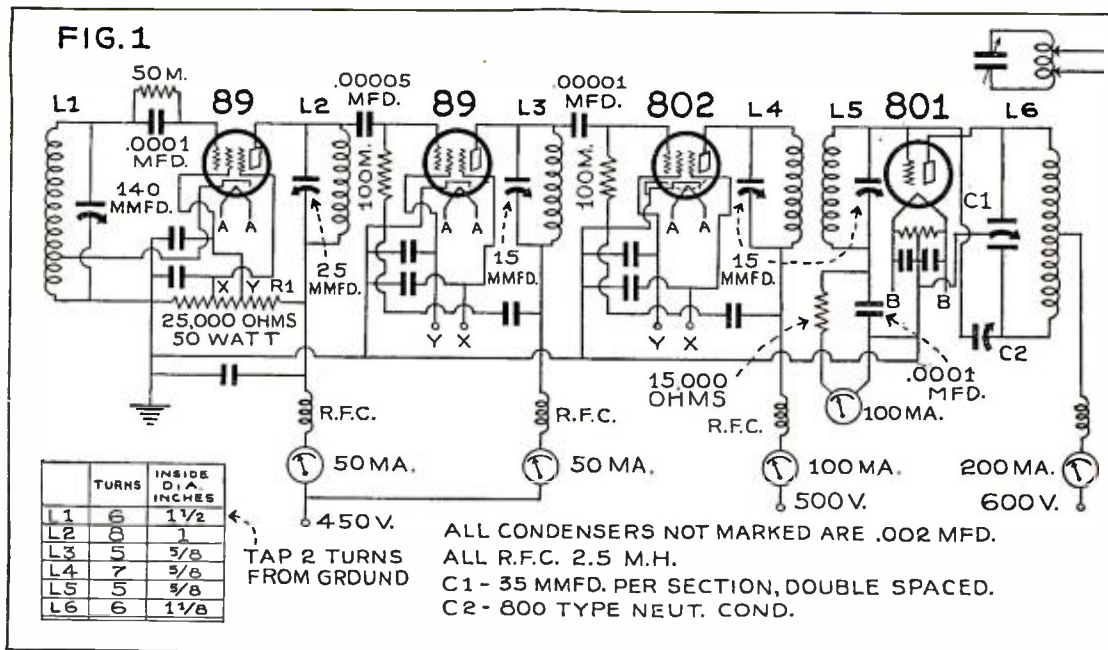 FIG.1
50 M.
L1
.0001
MFD.
140
MMFD.
89
L2
.00005
MFD.
100M.
89
L3
.00001
MFD.
100M.
802
L4
L5
801
L6
C1
A A
A A
A A
X Y R1
25,000 OHMS
50 WATT
25
MMFD.
15
MMFD.
15
MMFD.
Y X
Y X
B B
C2
15,000
OHMS
.0001
MFD.
100 MA.
R.F.C.
R.F.C.
R.F.C.
50 MA.
50 MA.
100 MA.
200 MA.
450 V.
500 V.
600 V.
TURNS INSIDE DIA. INCHES
L1 6 1 1/2
L2 8 1
L3 5 5/8
L4 7 5/8
L5 5 5/8
L6 6 1 1/8
TAP 2 TURNS
FROM GROUND
ALL CONDENSERS NOT MARKED ARE .002 MFD.
ALL R.F.C. 2.5 M.H.
C1 - 35 MMFD. PER SECTION, DOUBLE SPACED.
C2 - 800 TYPE NEUT. COND.